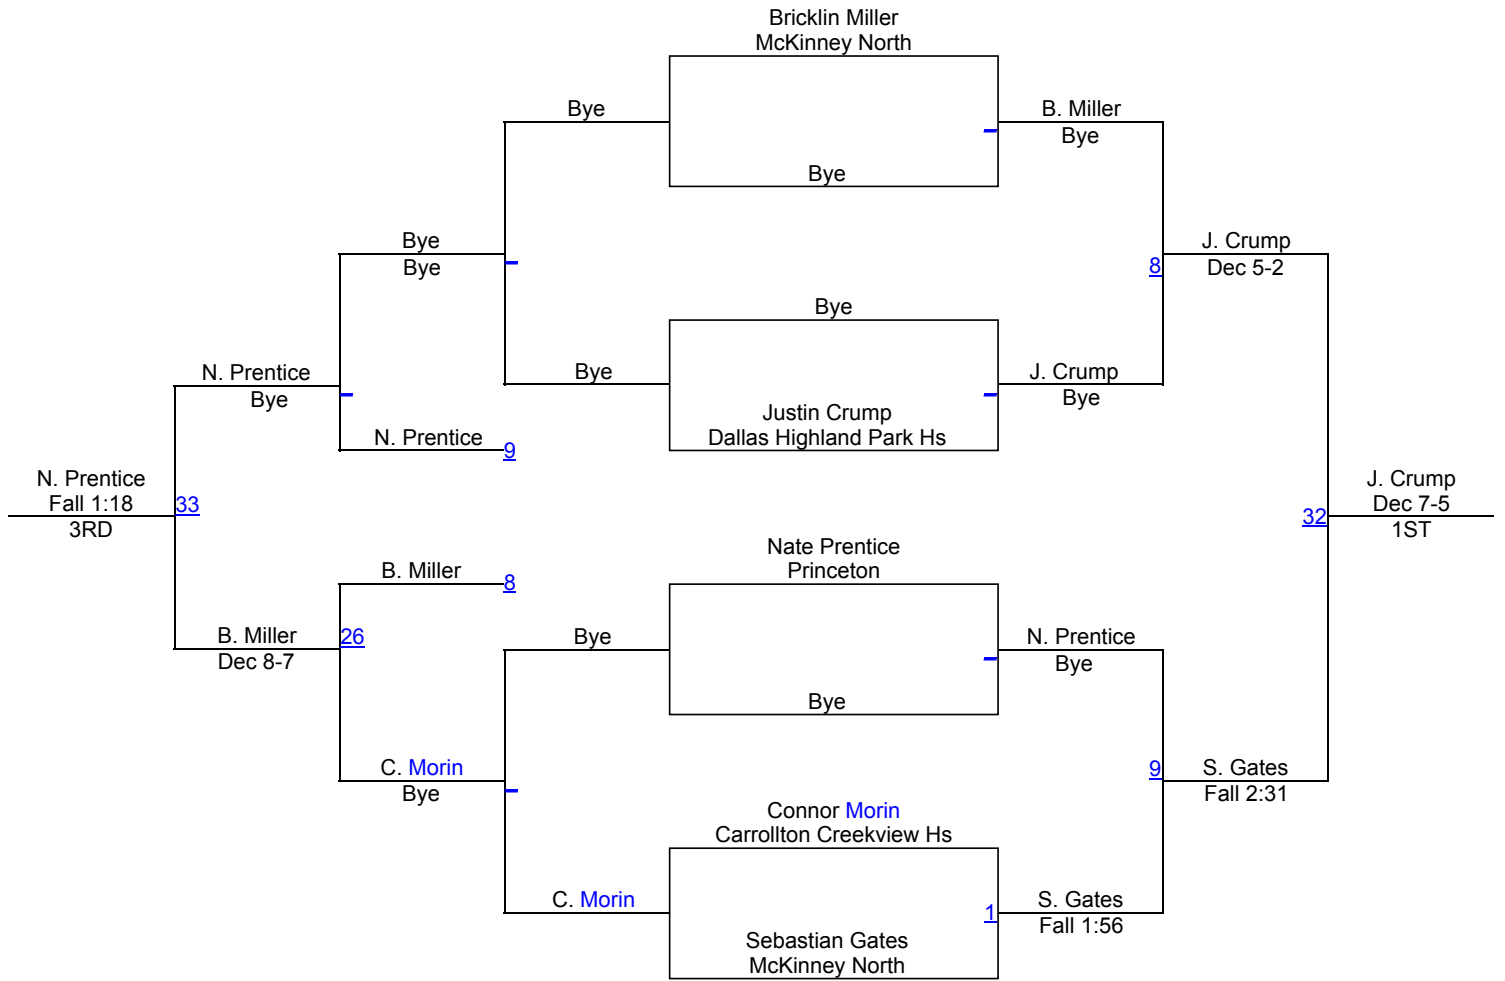 Bricklin Miller
McKinney North
Bye
B. Miller
Bye
Bye
Bye
Bye
J. Crump
8
Dec 5-2
Bye
N. Prentice
Bye
Bye
J. Crump
Bye
Justin Crump
Dallas Highland Park Hs
N. Prentice
9
N. Prentice
Fall 1:18
33
3RD
J. Crump
Dec 7-5
32
1ST
Nate Prentice
Princeton
B. Miller
8
B. Miller
26
Dec 8-7
Bye
N. Prentice
Bye
Bye
C. Morin
Bye
9
S. Gates
Fall 2:31
Connor Morin
Carrollton Creekview Hs
C. Morin
1
S. Gates
Fall 1:56
Sebastian Gates
McKinney North